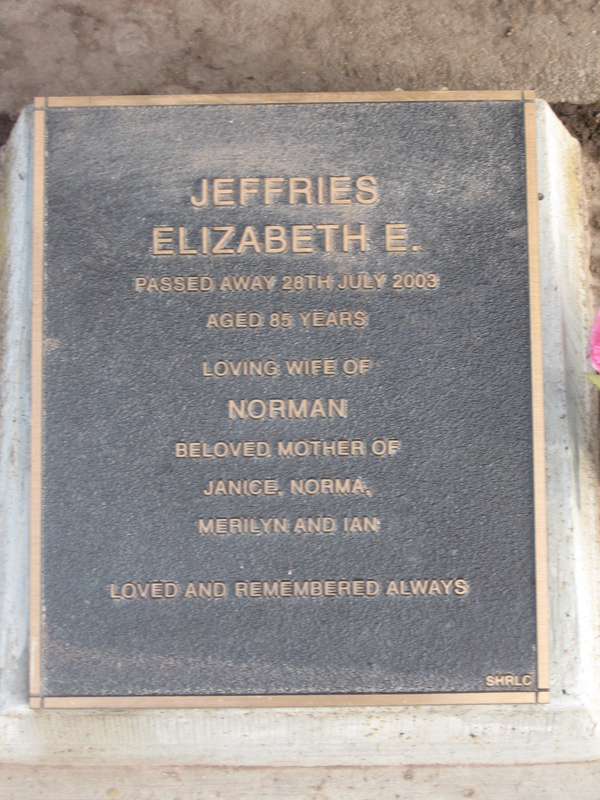 JEFFRIES
ELIZABETH E.
PASSED AWAY 28TH JULY 2003
AGED 85 YEARS
LOVING WIFE OF
NORMAN
BELOVED MOTHER OF
JANICE, NORMA,
MERILYN AND IAN
LOVED AND REMEMBERED ALWAYS
SHRLC